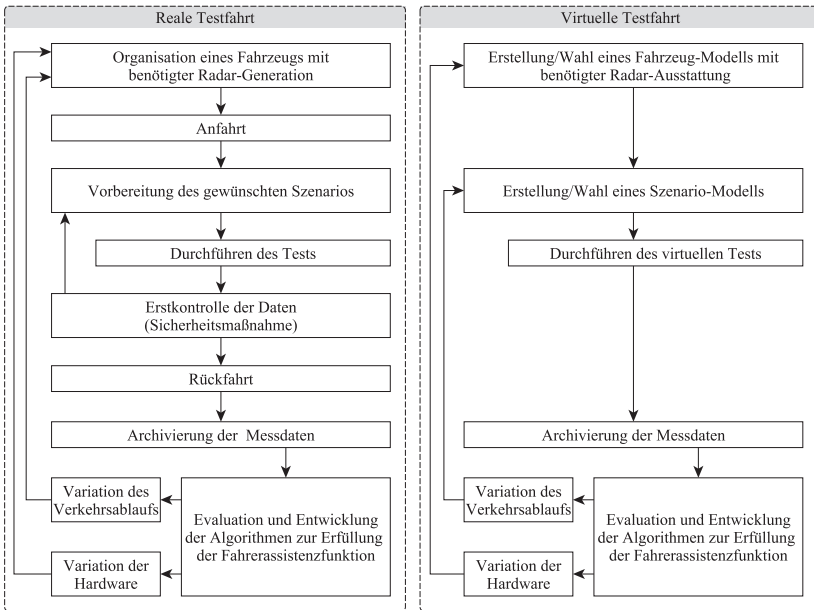 Reale Testfahrt
Organisation eines Fahrzeugs mit
benötigter Radar-Generation
Anfahrt
Vorbereitung des gewünschten Szenarios
Durchführen des Tests
Erstkontrolle der Daten
(Sicherheitsmaßnahme)
Rückfahrt
Archivierung der Messdaten
Variation des
Verkehrsablaufs
Evaluation und Entwicklung
der Algorithmen zur Erfüllung
der Fahrerassistenzfunktion
Variation der
Hardware
Virtuelle Testfahrt
Erstellung/Wahl eines Fahrzeug-Modells mit
benötigter Radar-Ausstattung
Erstellung/Wahl eines Szenario-Modells
Durchführen des virtuellen Tests
Archivierung der Messdaten
Variation des
Verkehrsablaufs
Evaluation und Entwicklung
der Algorithmen zur Erfüllung
der Fahrerassistenzfunktion
Variation der
Hardware